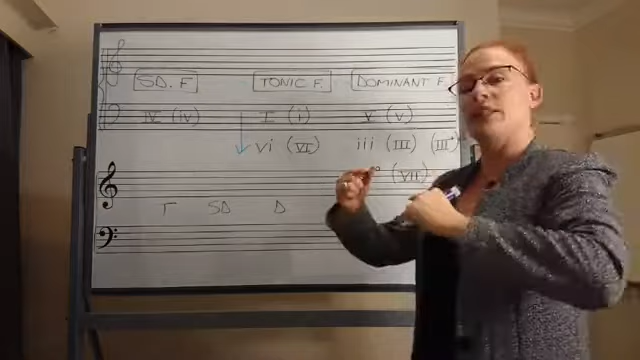 SD. F TONIC F. DOMINANT F.
IV (iv) I (i) V (v)
vi (VI) iii (III) (III+)
° (VII)
T SD D